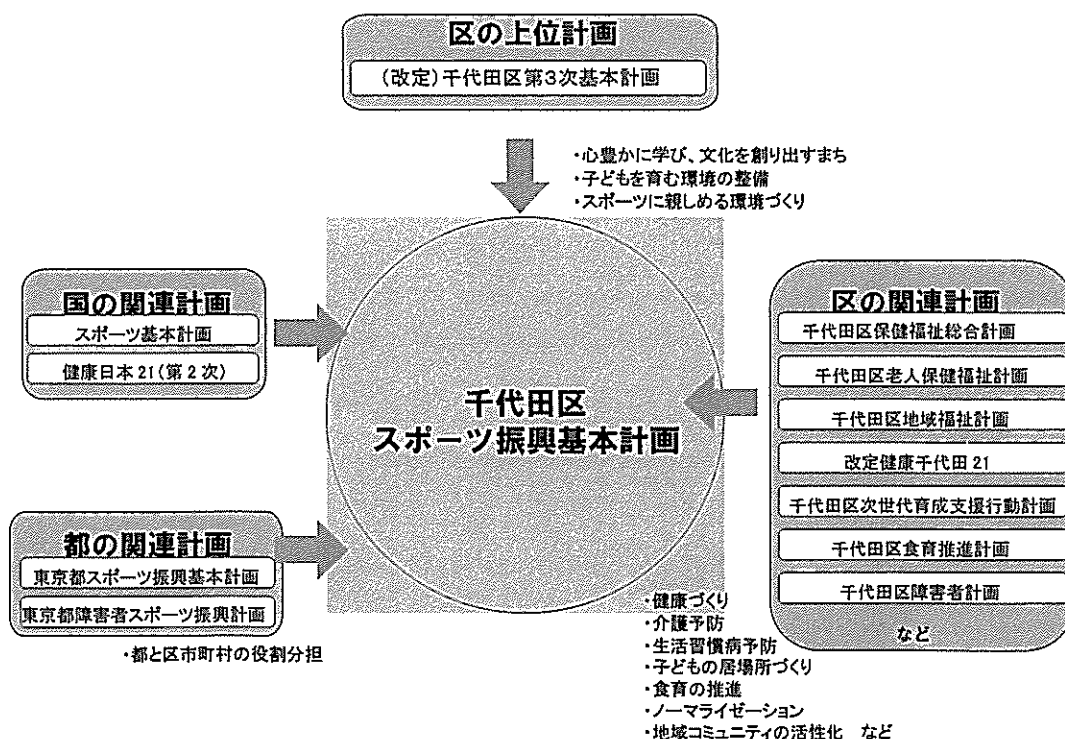 区の上位計画
(改定)千代田区第3次基本計画
・心豊かに学び、文化を創り出すまち
・子どもを育む環境の整備
・スポーツに親しめる環境づくり
国の関連計画
スポーツ基本計画
健康日本21(第2次)
都の関連計画
東京都スポーツ振興基本計画
東京都障害者スポーツ振興計画
・都と区市町村の役割分担
千代田区
スポーツ振興基本計画
区の関連計画
千代田区保健福祉総合計画
千代田区老人保健福祉計画
千代田区地域福祉計画
改定健康千代田21
千代田区次世代育成支援行動計画
千代田区食育推進計画
千代田区障害者計画
など
・健康づくり
・介護予防
・生活習慣病予防
・子どもの居場所づくり
・食育の推進
・ノーマライゼーション
・地域コミュニティの活性化　など